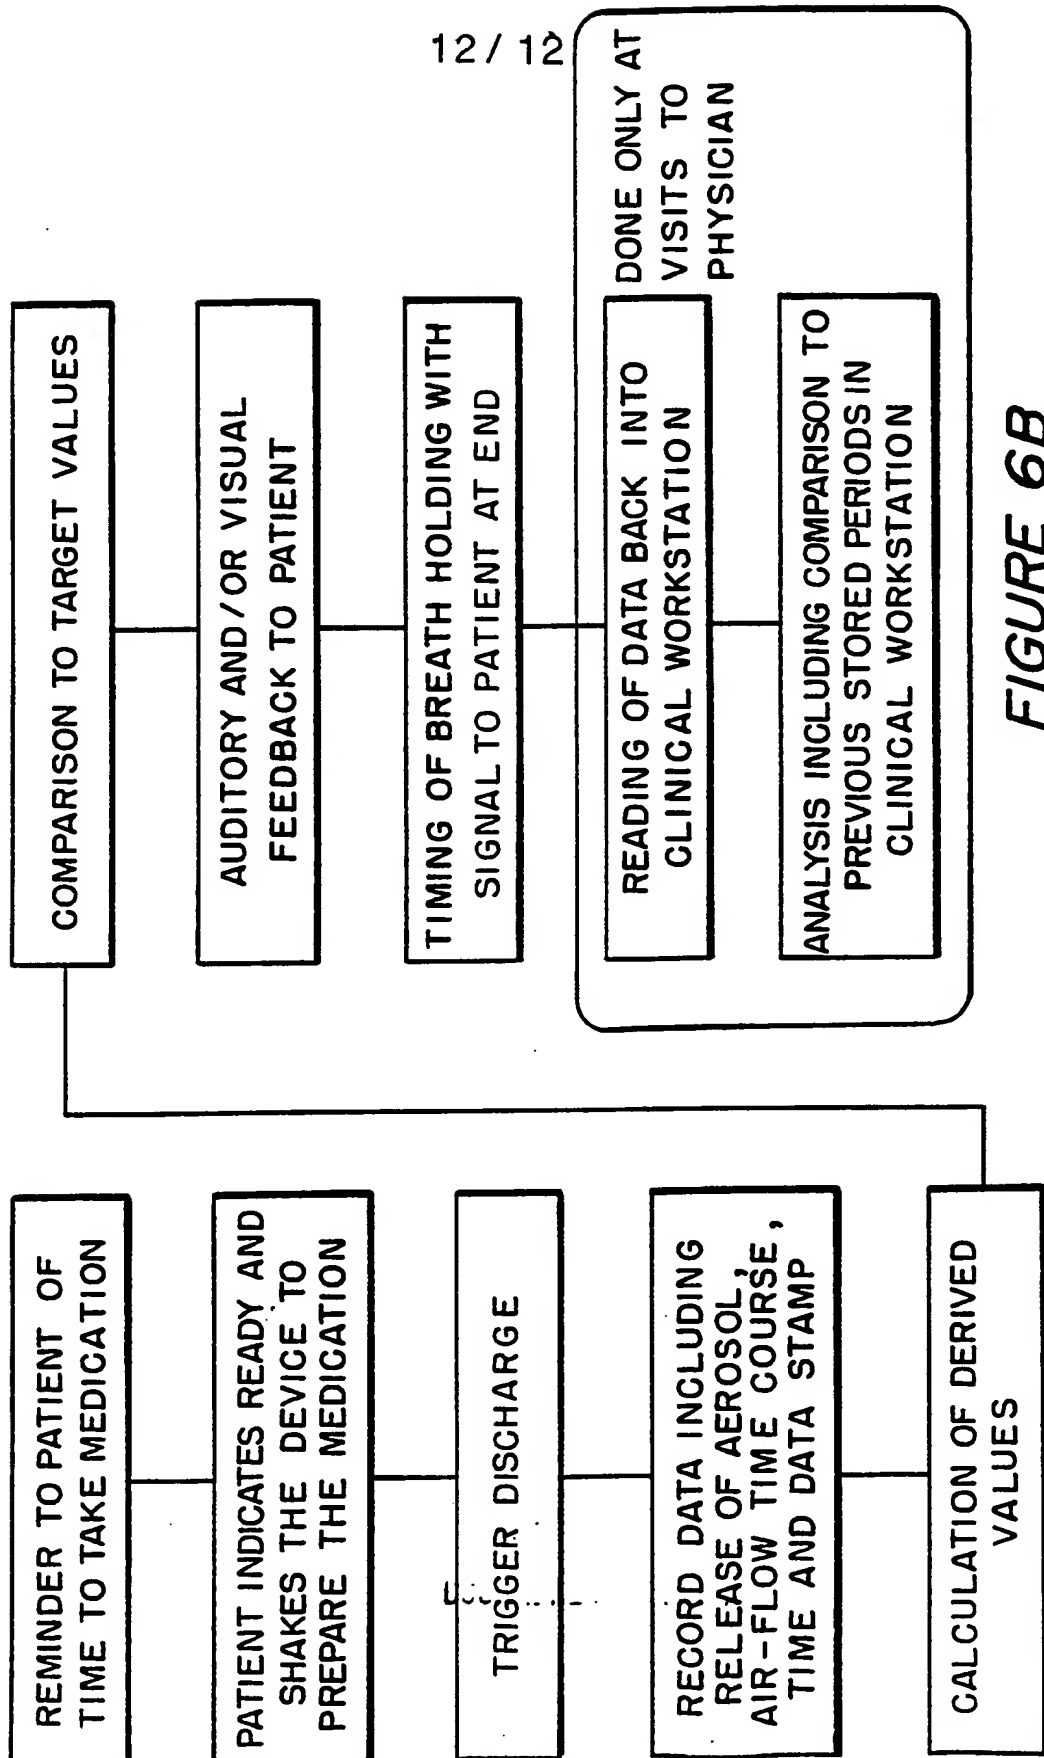 12/12
REMINDER TO PATIENT OF
TIME TO TAKE MEDICATION
PATIENT INDICATES READY AND
SHAKES THE DEVICE TO
PREPARE THE MEDICATION
TRIGGER DISCHARGE
RECORD DATA INCLUDING
RELEASE OF AEROSOL,
AIR-FLOW TIME COURSE,
TIME AND DATA STAMP
CALCULATION OF DERIVED
VALUES
COMPARISON TO TARGET VALUES
AUDITORY AND/OR VISUAL
FEEDBACK TO PATIENT
TIMING OF BREATH HOLDING WITH
SIGNAL TO PATIENT AT END
READING OF DATA BACK INTO
CLINICAL WORKSTATION
DONE ONLY AT
VISITS TO
PHYSICIAN
ANALYSIS INCLUDING COMPARISON TO
PREVIOUS STORED PERIODS IN
CLINICAL WORKSTATION
FIGURE 6B